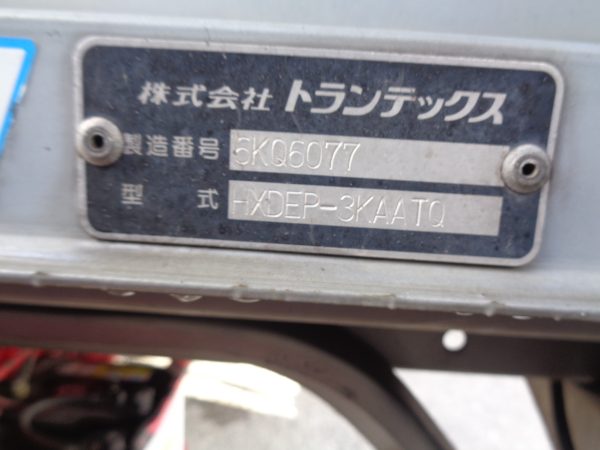 株式会社 トランテックス
製造番号 6KQ6077
型式 HXDEP-3KAATQ